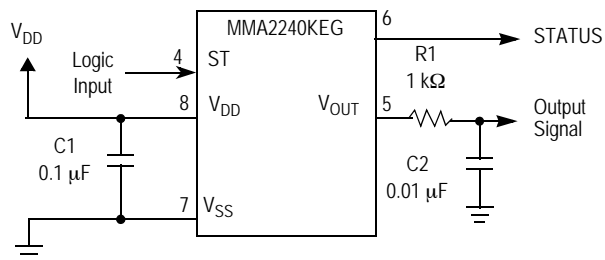 MMA2240KEG
V_DD
Logic
Input
4
ST
8
V_DD
C1
0.1 μF
7
V_SS
6
STATUS
R1
1 kΩ
V_OUT
5
Output
Signal
C2
0.01 μF